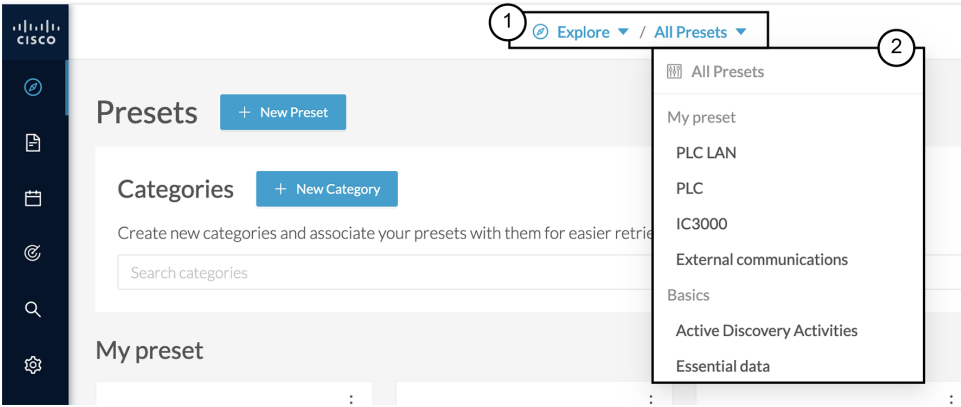 1
Explore / All Presets
2
CISCO
All Presets
Presets
+ New Preset
My preset
PLC LAN
Categories
+ New Category
PLC
IC3000
Create new categories and associate your presets with them for easier retrie
External communications
Search categories
Basics
Active Discovery Activities
My preset
Essential data